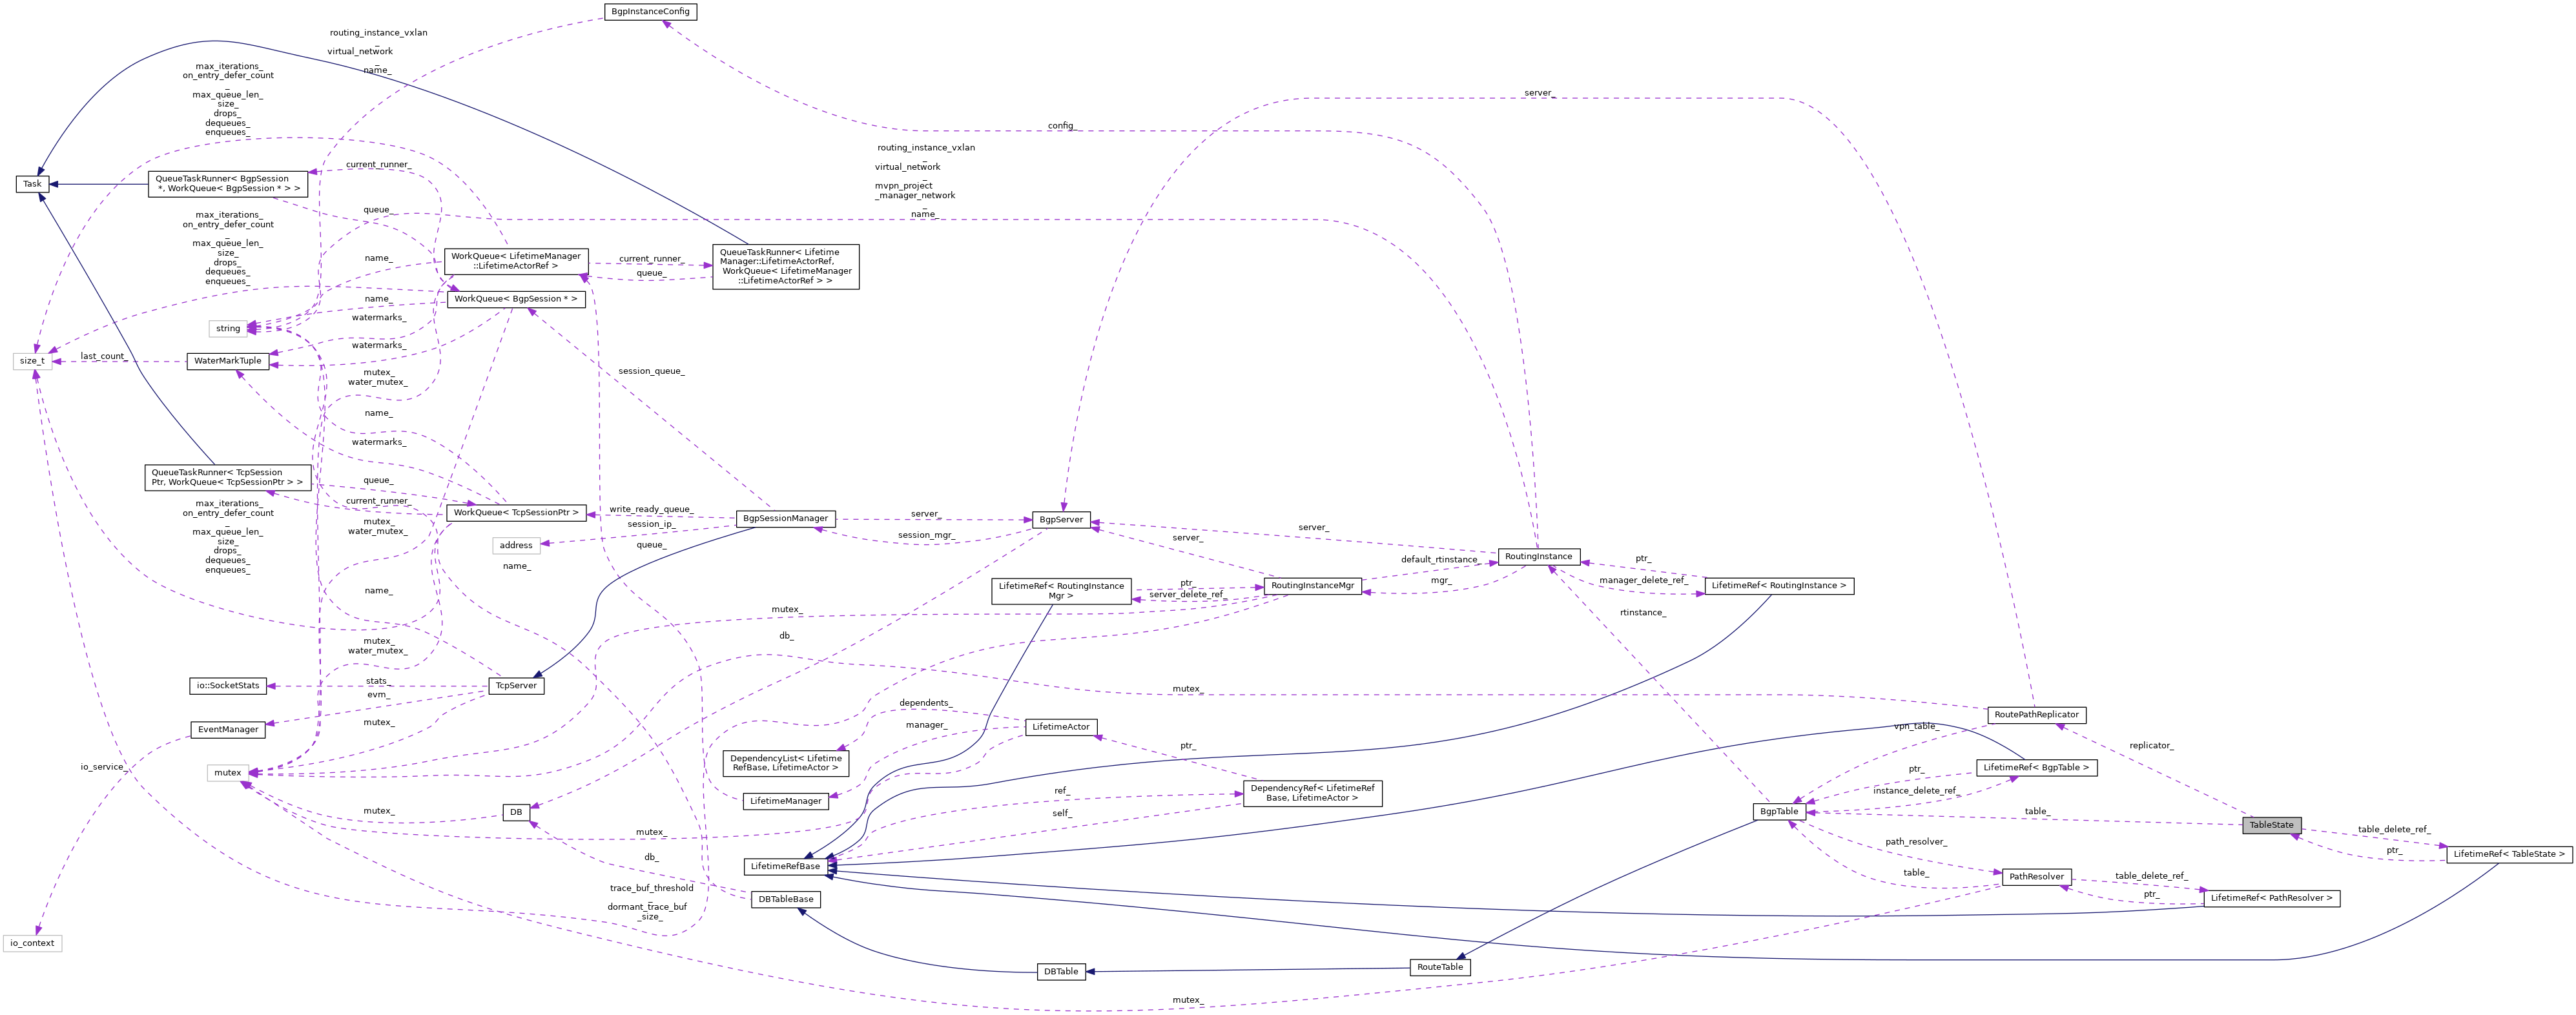 BgpInstanceConfig
routing_instance_vxlan
_
virtual_network
_
name_
max_iterations_
on_entry_defer_count
_
max_queue_len_
size_
drops_
dequeues_
enqueues_
server_
config_
routing_instance_vxlan
_
virtual_network
_
mvpn_project
_manager_network
_
name_
current_runner_
Task
QueueTaskRunner< BgpSession
*, WorkQueue< BgpSession * > >
queue_
max_iterations_
on_entry_defer_count
_
max_queue_len_
size_
drops_
dequeues_
enqueues_
name_
WorkQueue< LifetimeManager
::LifetimeActorRef >
current_runner_
queue_
QueueTaskRunner< Lifetime
Manager::LifetimeActorRef,
WorkQueue< LifetimeManager
::LifetimeActorRef > >
name_
WorkQueue< BgpSession * >
string
watermarks_
size_t
last_count_
WaterMarkTuple
watermarks_
mutex_
water_mutex_
session_queue_
name_
watermarks_
QueueTaskRunner< TcpSession
Ptr, WorkQueue< TcpSessionPtr > >
queue_
current_runner_
WorkQueue< TcpSessionPtr >
max_iterations_
on_entry_defer_count
_
max_queue_len_
size_
drops_
dequeues_
enqueues_
mutex_
water_mutex_
write_ready_queue_
session_ip_
BgpSessionManager
server_
session_mgr_
BgpServer
address
queue_
name_
server_
server_
default_rtinstance_
mgr_
RoutingInstance
ptr_
manager_delete_ref_
LifetimeRef< RoutingInstance >
LifetimeRef< RoutingInstance
Mgr >
ptr_
server_delete_ref_
RoutingInstanceMgr
name_
mutex_
rtinstance_
db_
mutex_
water_mutex_
io::SocketStats
stats_
evm_
TcpServer
mutex_
mutex_
EventManager
dependents_
manager_
LifetimeActor
RoutePathReplicator
vpn_table_
replicator_
io_service_
mutex
DependencyList< Lifetime
RefBase, LifetimeActor >
ptr_
LifetimeRef< BgpTable >
ptr_
instance_delete_ref_
LifetimeManager
ref_
self_
DependencyRef< LifetimeRef
Base, LifetimeActor >
mutex_
DB
mutex_
BgpTable
table_
TableState
table_delete_ref_
ptr_
LifetimeRef< TableState >
db_
LifetimeRefBase
path_resolver_
table_
PathResolver
table_delete_ref_
ptr_
LifetimeRef< PathResolver >
trace_buf_threshold
_
dormant_trace_buf
_size_
DBTableBase
io_context
DBTable
RouteTable
mutex_